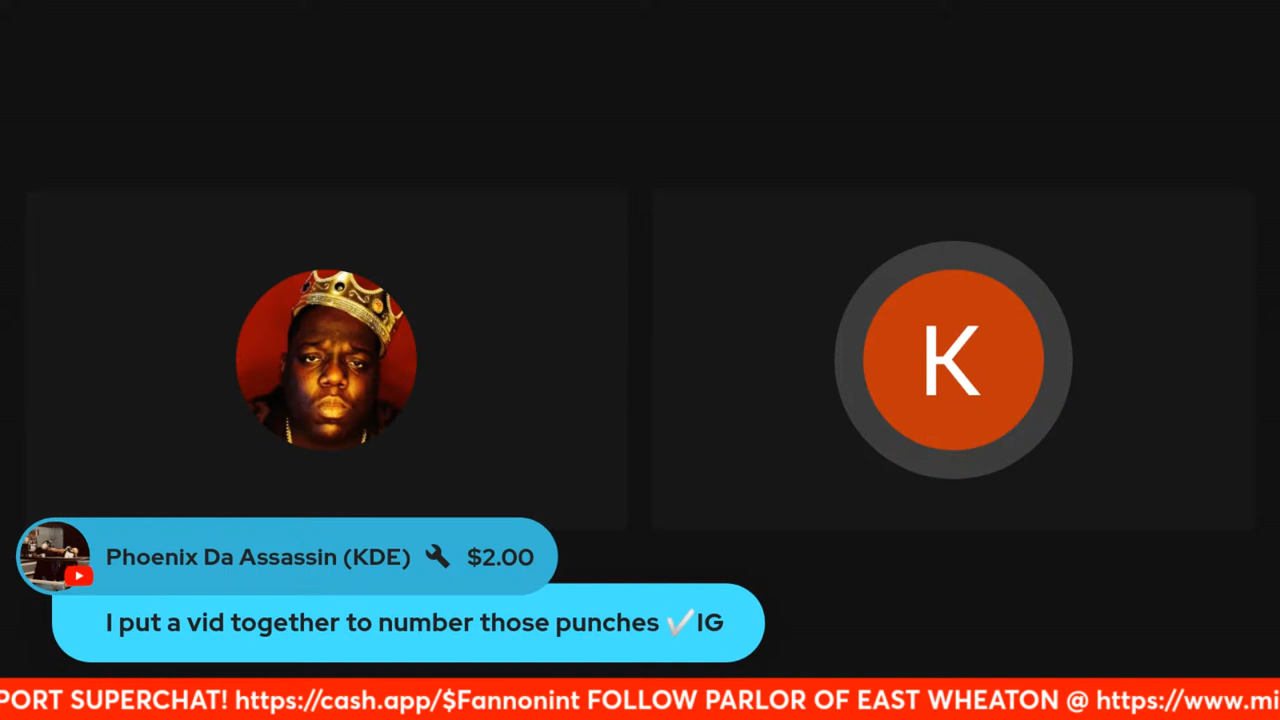 K
Phoenix Da Assassin (KDE) $2.00
I put a vid together to number those punches ✔️IG
PORT SUPERCHAT! https://cash.app/$Fannonint FOLLOW PARLOR OF EAST WHEATON @ https://www.mi